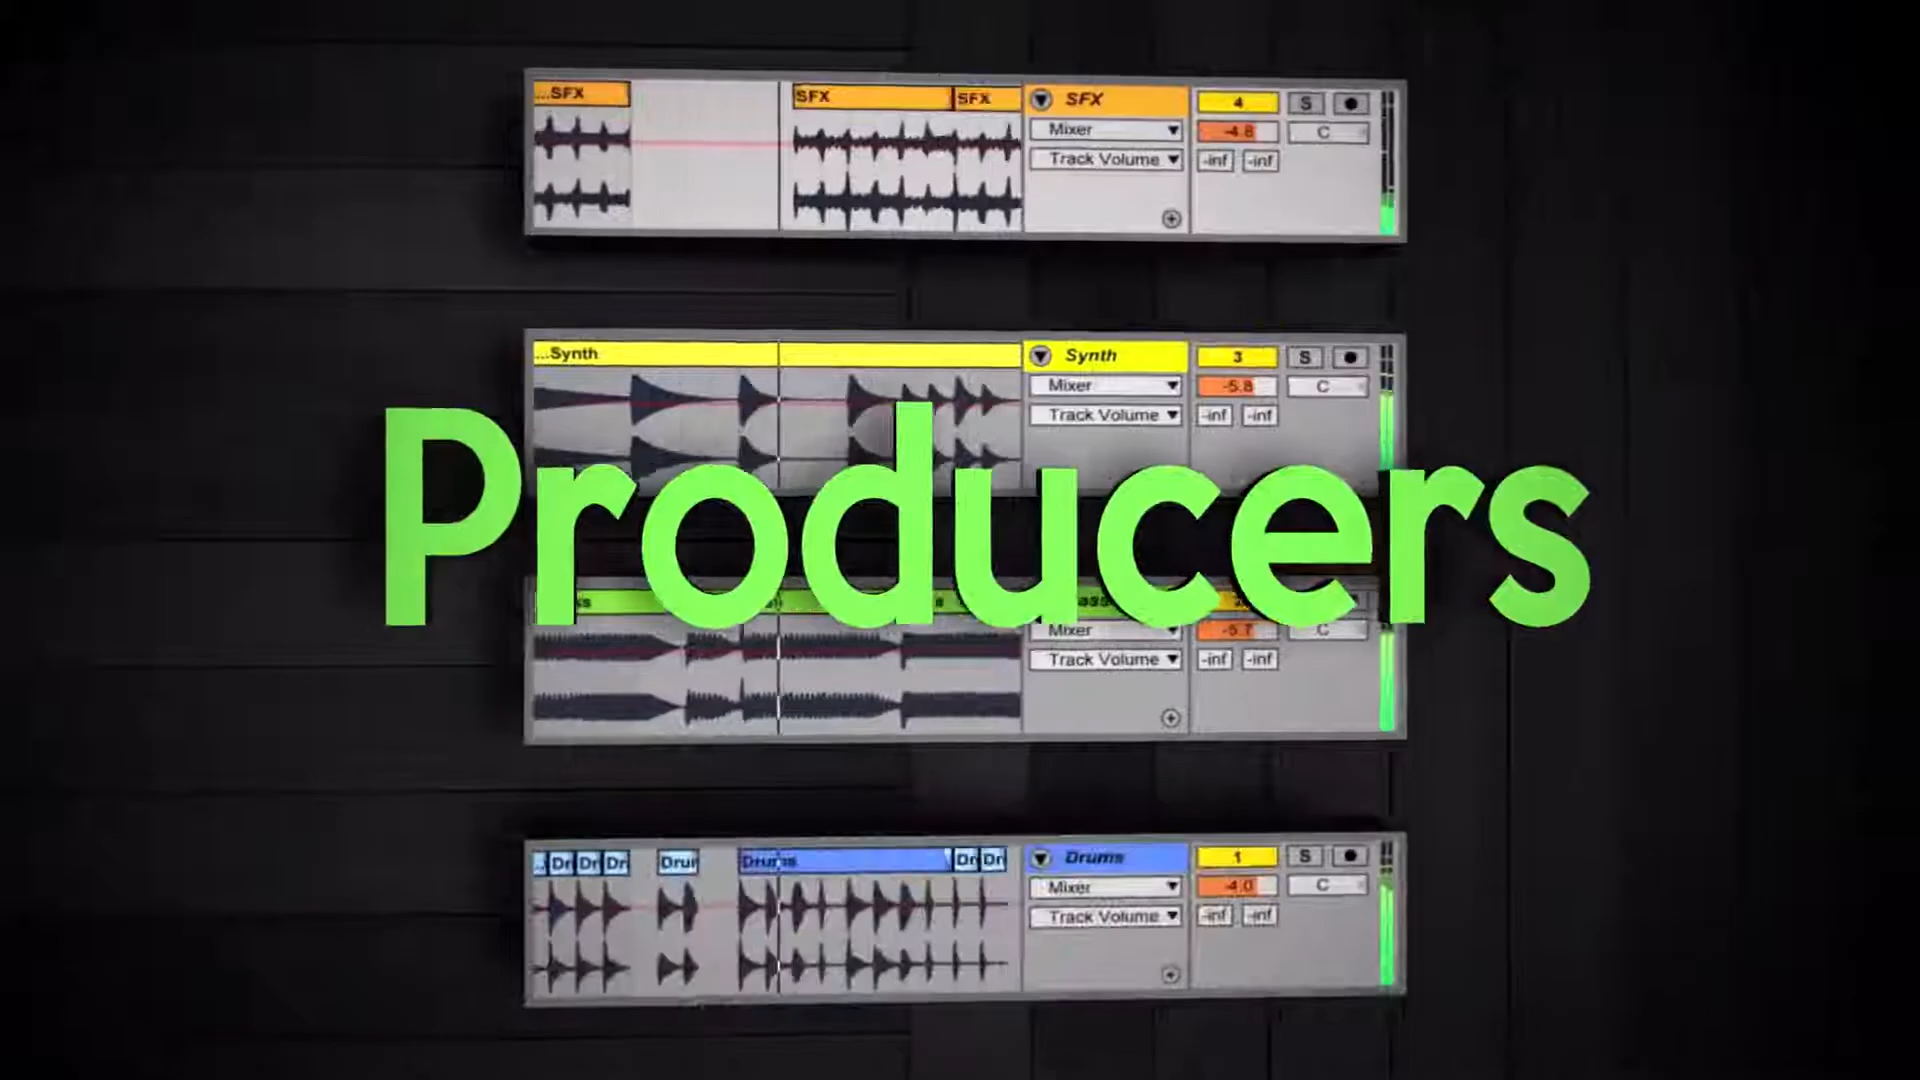 ...SFX SFX SFX SFX 4 S
Mixer -4.8 C
Track Volume -inf -inf
...Synth Synth 3 S
Mixer -5.8 C
Track Volume -inf -inf
Producers
Mixer -5.7 C
Track Volume -inf -inf
... Dr Dr Dr Drur Drums Dr Dr Drums 1 S
Mixer -4.0 C
Track Volume -inf -inf